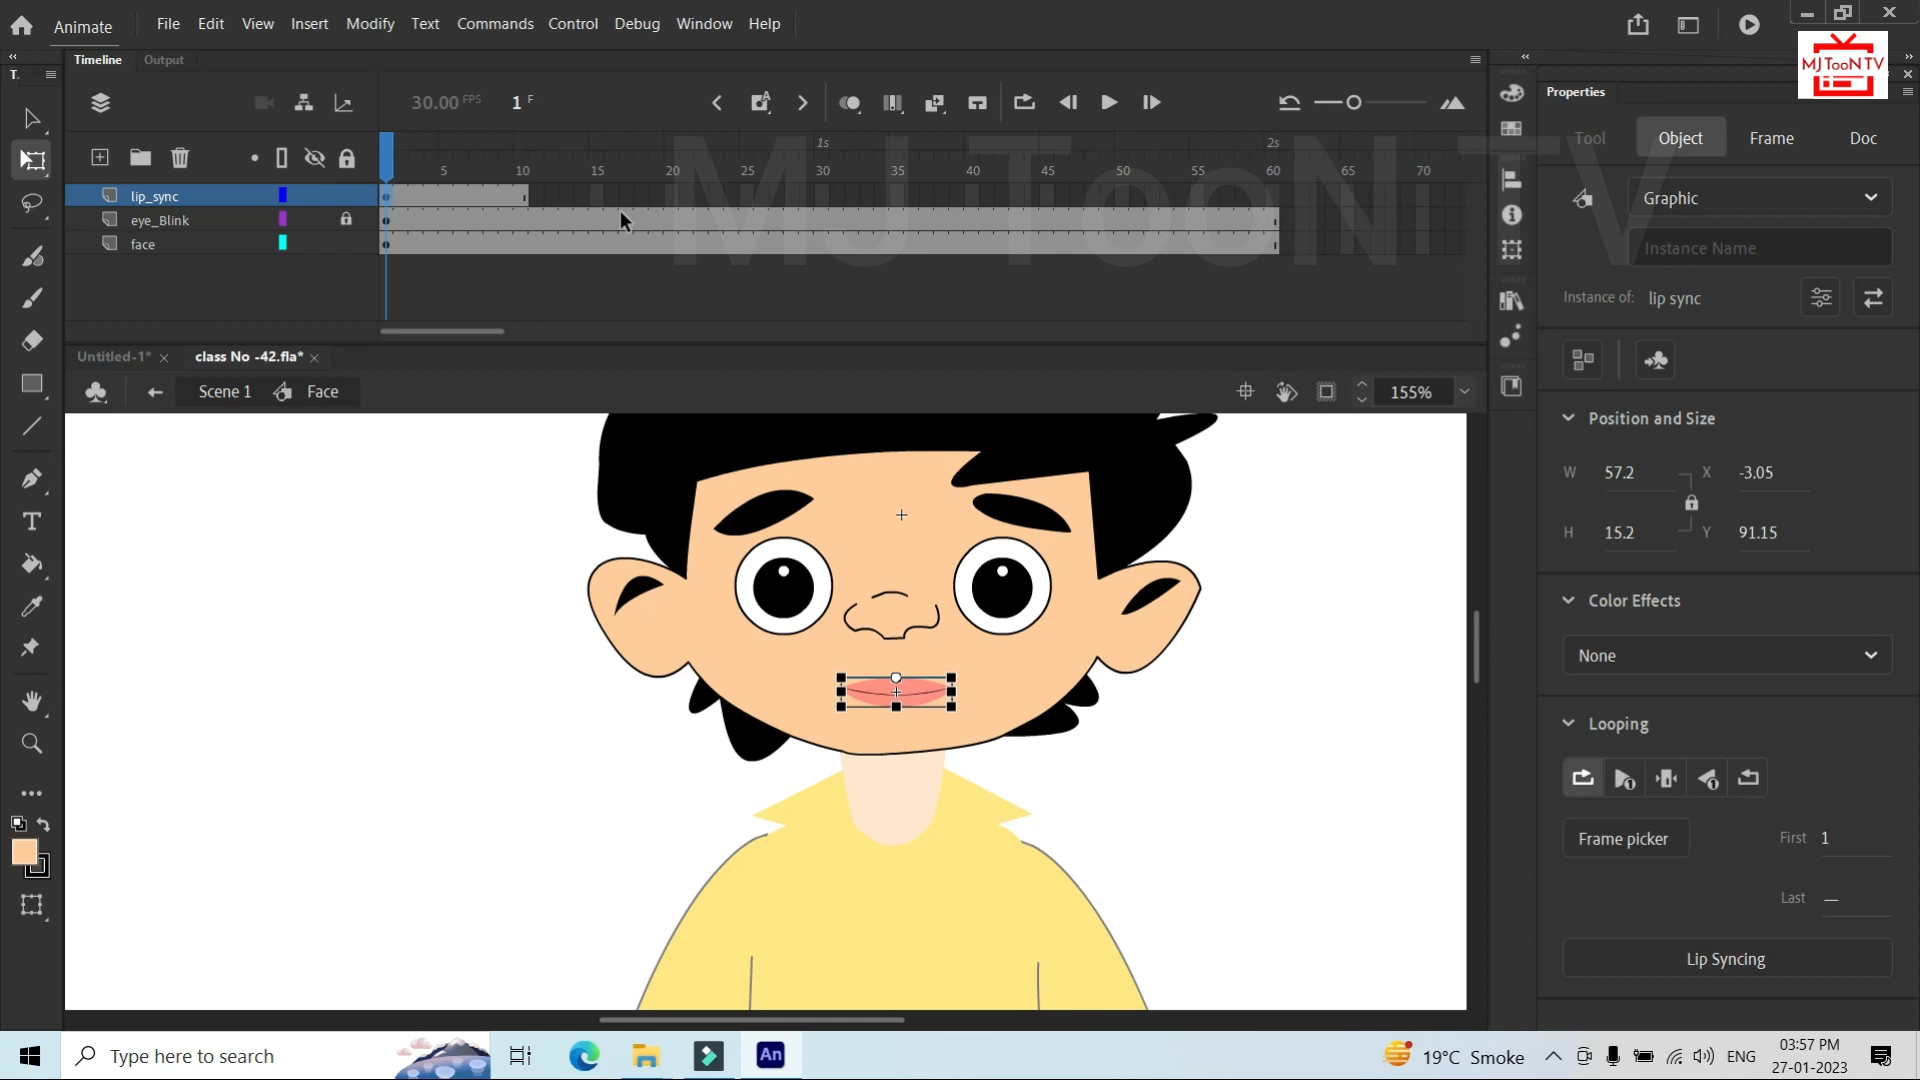 Animate
File Edit View Insert Modify Text Commands Control Debug Window Help
MJTooNTV
Timeline Output
T.
30.00 FPS 1 F
1s 2s
5 10 15 20 25 30 35 40 45 50 55 60 65 70
lip_sync
eye_Blink
face
MJ TooN TV
Properties
Tool Object Frame Doc
Graphic
Instance Name
Instance of: lip sync
Untitled-1* class No -42.fla*
Scene 1 Face
155%
Position and Size
W 57.2 X -3.05
H 15.2 Y 91.15
Color Effects
None
Looping
Frame picker First 1
Last —
Lip Syncing
Type here to search
An
19°C Smoke
ENG
03:57 PM
27-01-2023